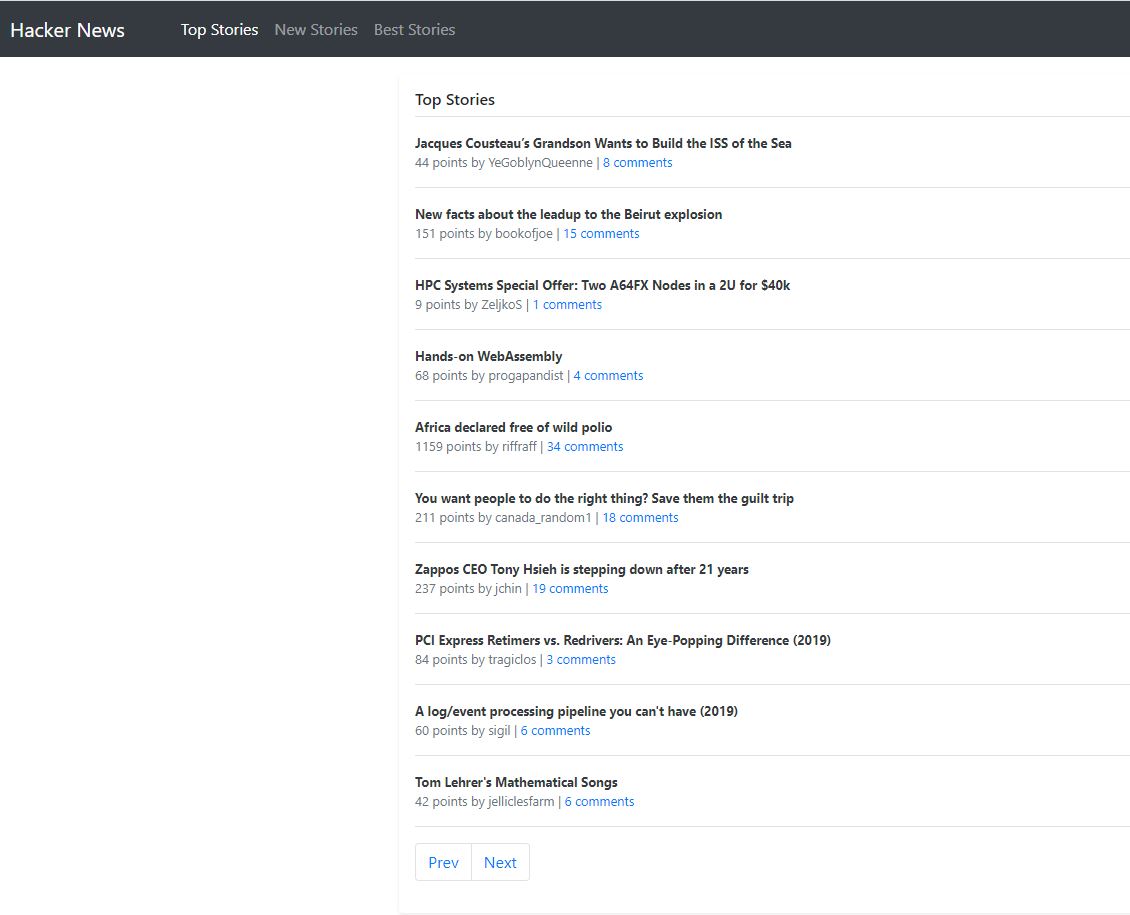 Hacker News Top Stories New Stories Best Stories
Top Stories
Jacques Cousteau’s Grandson Wants to Build the ISS of the Sea
44 points by YeGoblynQueenne | 8 comments
New facts about the leadup to the Beirut explosion
151 points by bookofjoe | 15 comments
HPC Systems Special Offer: Two A64FX Nodes in a 2U for $40k
9 points by ZeljkoS | 1 comments
Hands-on WebAssembly
68 points by progapandist | 4 comments
Africa declared free of wild polio
1159 points by riffraff | 34 comments
You want people to do the right thing? Save them the guilt trip
211 points by canada_random1 | 18 comments
Zappos CEO Tony Hsieh is stepping down after 21 years
237 points by jchin | 19 comments
PCI Express Retimers vs. Redrivers: An Eye-Popping Difference (2019)
84 points by tragiclos | 3 comments
A log/event processing pipeline you can't have (2019)
60 points by sigil | 6 comments
Tom Lehrer's Mathematical Songs
42 points by jelliclesfarm | 6 comments
Prev Next